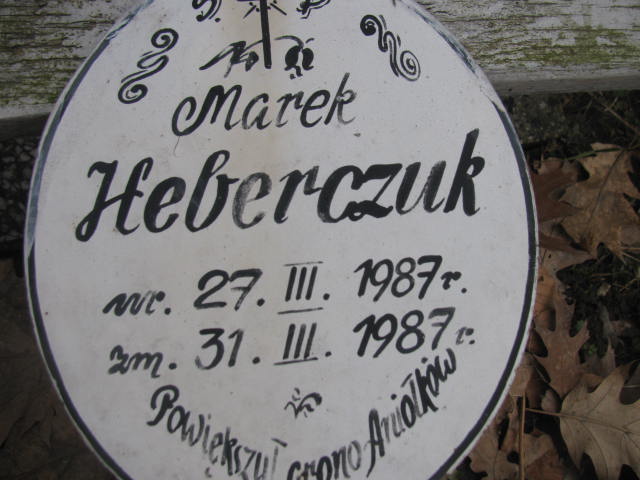 Ś. P.
Marek
Heberczuk
ur. 27. III. 1987 r.
zm. 31. III. 1987 r.
Powiększył grono Aniołków